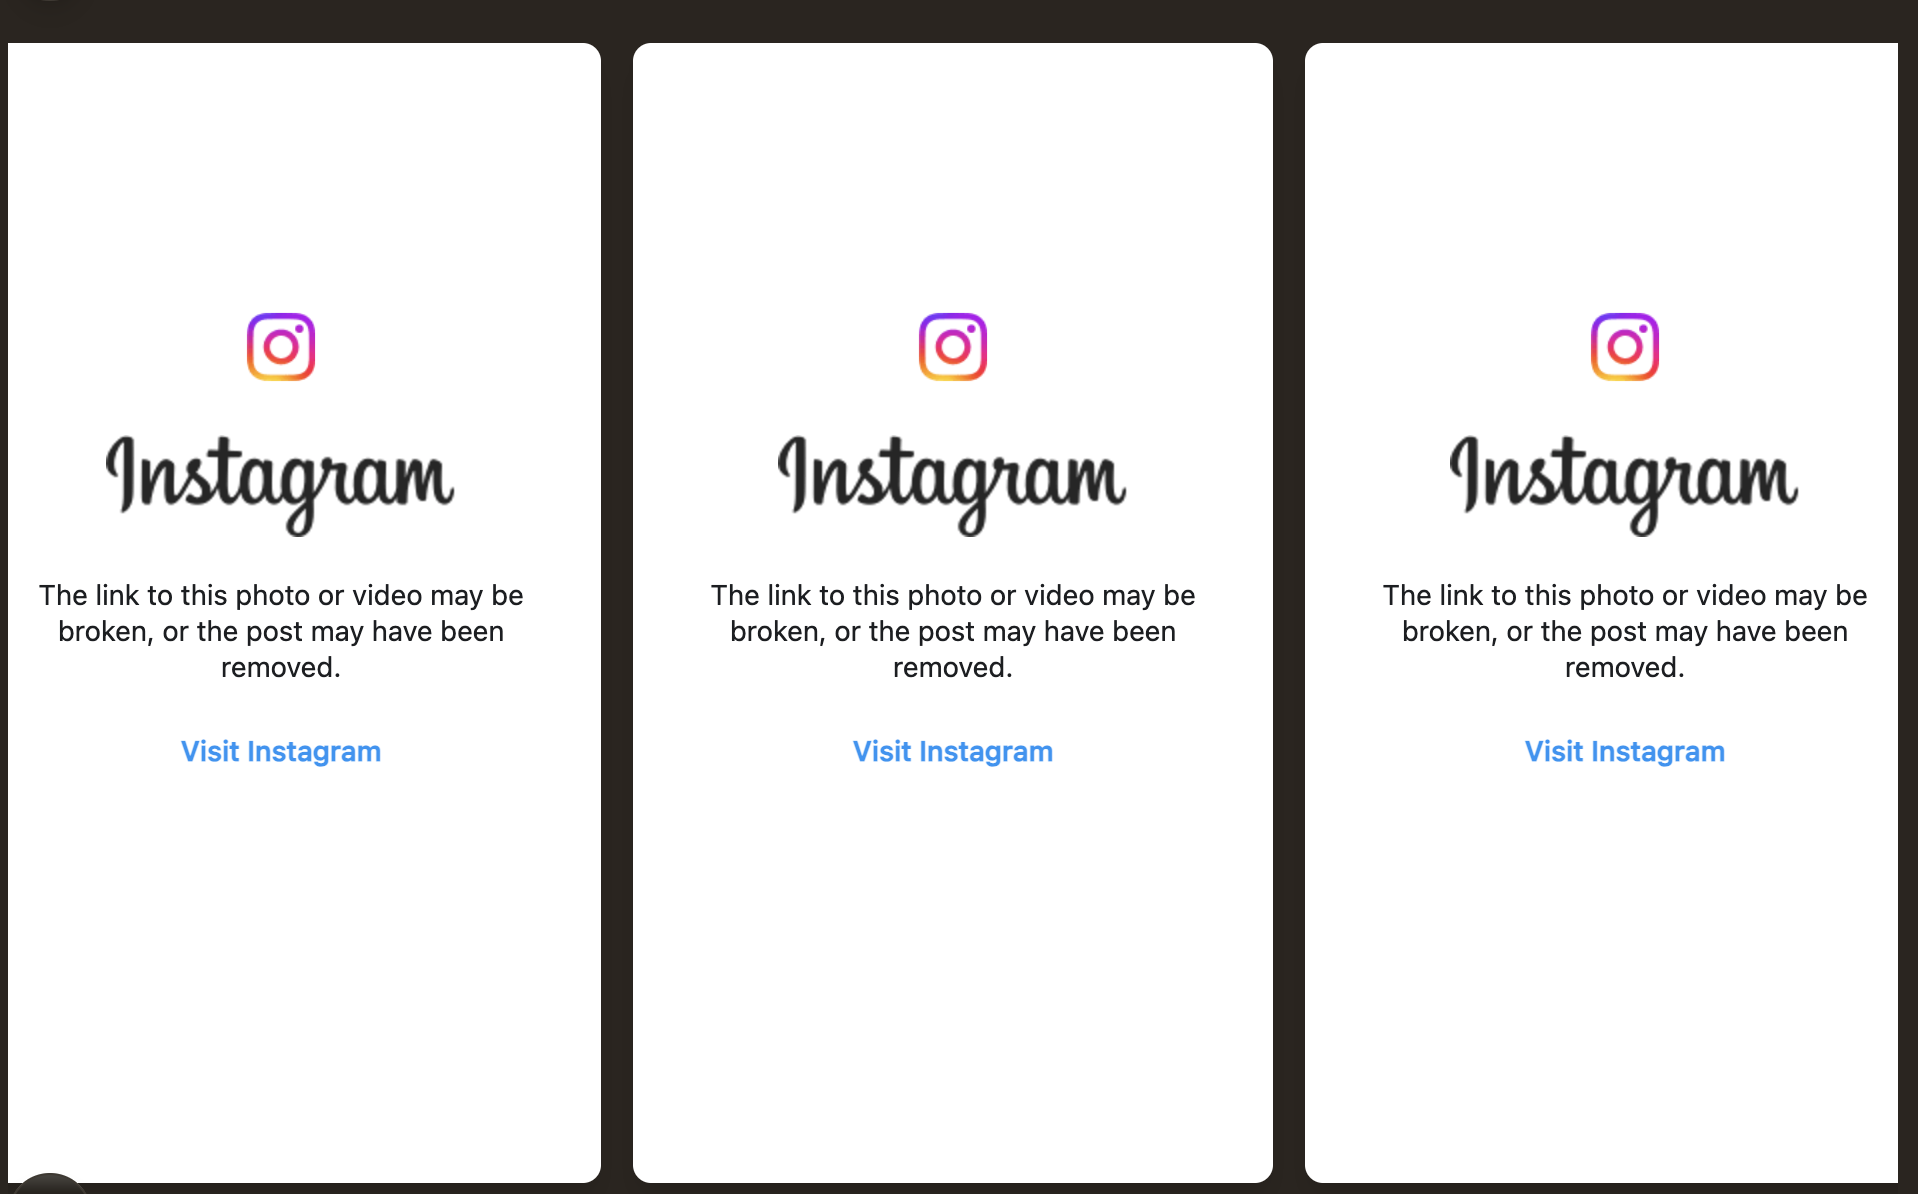 Instagram
The link to this photo or video may be
broken, or the post may have been
removed.
Visit Instagram
Instagram
The link to this photo or video may be
broken, or the post may have been
removed.
Visit Instagram
Instagram
The link to this photo or video may be
broken, or the post may have been
removed.
Visit Instagram